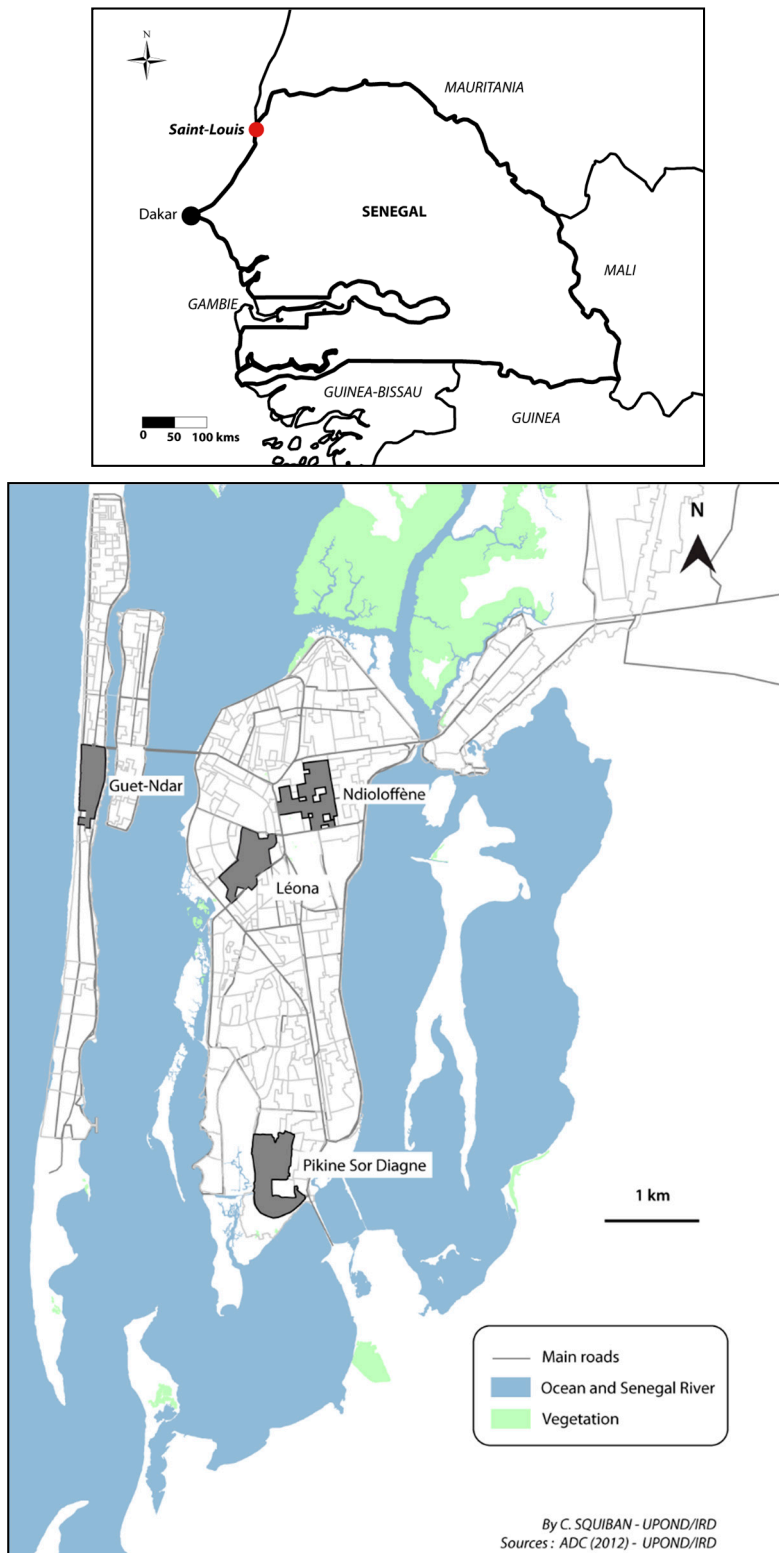 N
MAURITANIA
Saint-Louis
Dakar
SENEGAL
MALI
GAMBIE
GUINEA-BISSAU
GUINEA
0 50 100 kms
N
Guet-Ndar
Ndioloffène
Léona
Pikine Sor Diagne
1 km
Main roads
Ocean and Senegal River
Vegetation
By C. SQUIBAN - UPOND/IRD
Sources : ADC (2012) - UPOND/IRD